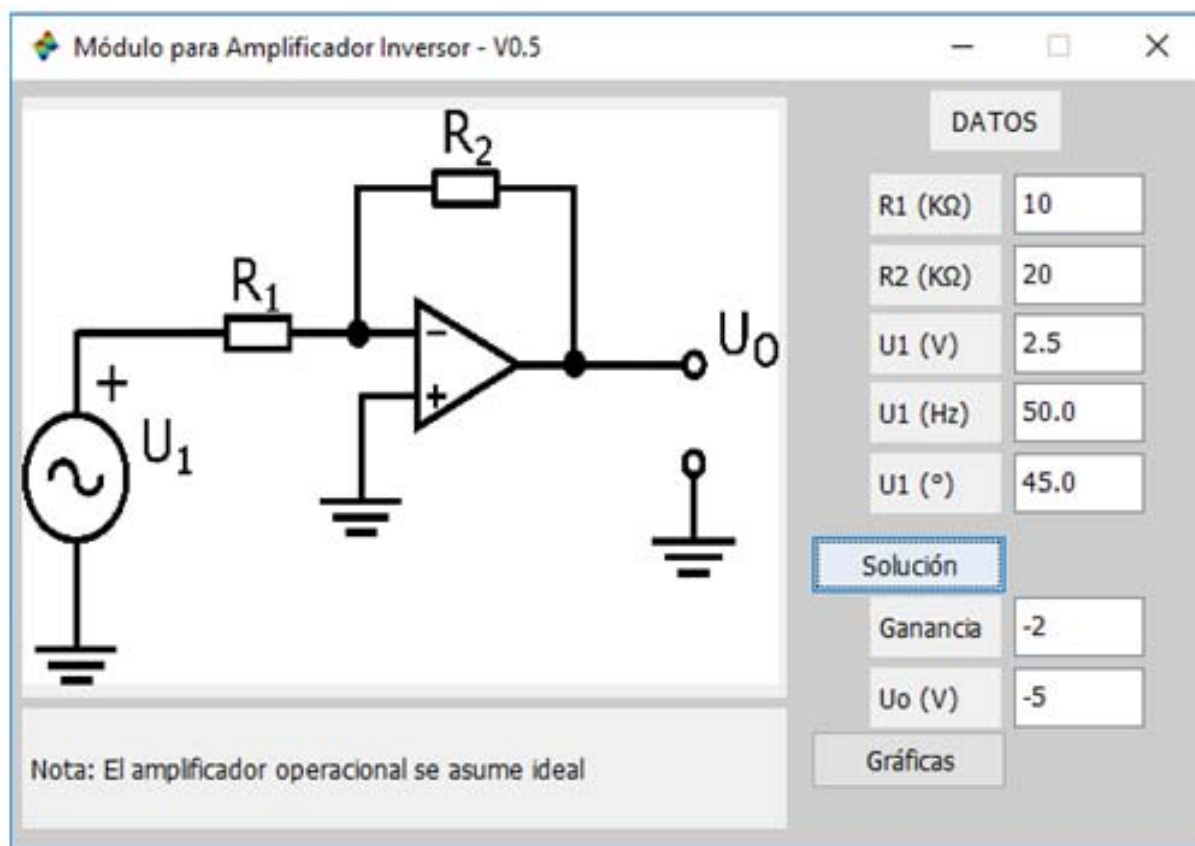 Módulo para Amplificador Inversor - V0.5
DATOS
R1 (KΩ) 10
R2 (KΩ) 20
U1 (V) 2.5
U1 (Hz) 50.0
U1 (°) 45.0
Solución
Ganancia -2
Uo (V) -5
Gráficas
R2
R1
+
U1
-
+
UO
Nota: El amplificador operacional se asume ideal